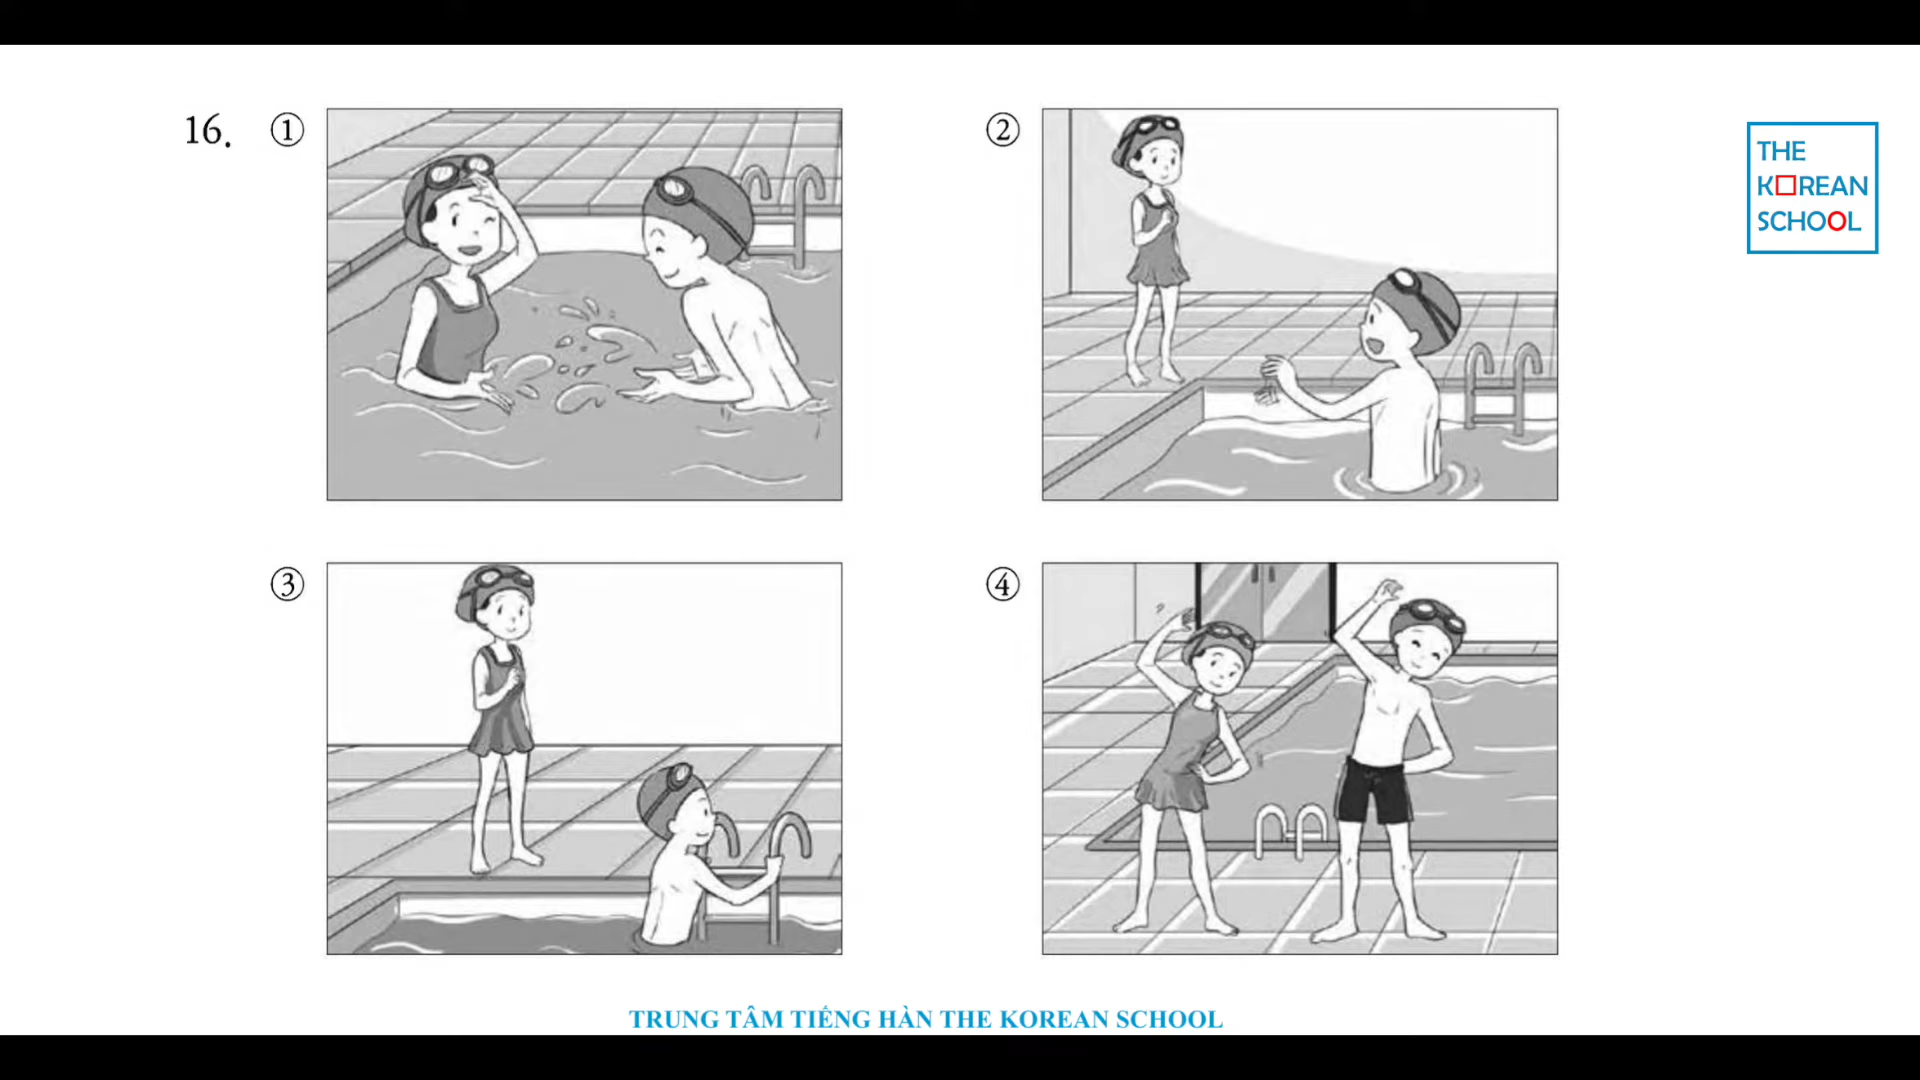 16. ①
②
THE
KOREAN
SCHOOL
③
④
TRUNG TÂM TIẾNG HÀN THE KOREAN SCHOOL